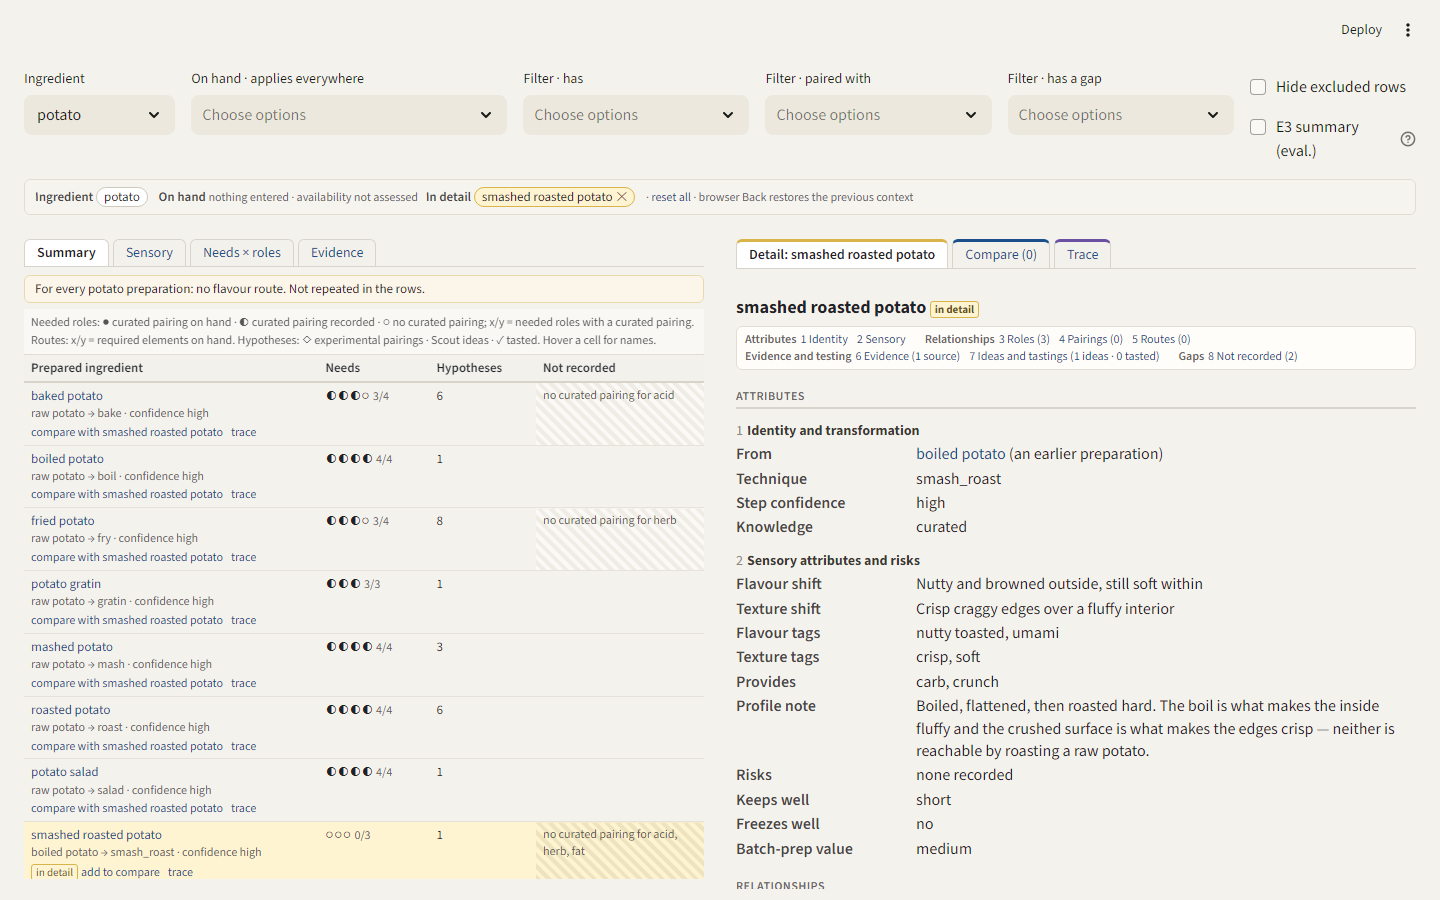 Deploy
Ingredient
On hand · applies everywhere
Filter · has
Filter · paired with
Filter · has a gap
potato
Choose options
Choose options
Choose options
Choose options
Hide excluded rows
E3 summary
(eval.)
Ingredient potato On hand nothing entered · availability not assessed In detail smashed roasted potato · reset all · browser Back restores the previous context
Summary
Sensory
Needs × roles
Evidence
For every potato preparation: no flavour route. Not repeated in the rows.
Needed roles: ● curated pairing on hand · ◐ curated pairing recorded · ○ no curated pairing; x/y = needed roles with a curated pairing.
Routes: x/y = required elements on hand. Hypotheses: ◇ experimental pairings · Scout ideas · ✓ tasted. Hover a cell for names.
Prepared ingredient Needs Hypotheses Not recorded
baked potato ◐◐◐○ 3/4 6 no curated pairing for acid
raw potato → bake · confidence high
compare with smashed roasted potato trace
boiled potato ◐◐◐◐ 4/4 1
raw potato → boil · confidence high
compare with smashed roasted potato trace
fried potato ◐◐◐○ 3/4 8 no curated pairing for herb
raw potato → fry · confidence high
compare with smashed roasted potato trace
potato gratin ◐◐◐ 3/3 1
raw potato → gratin · confidence high
compare with smashed roasted potato trace
mashed potato ◐◐◐◐ 4/4 3
raw potato → mash · confidence high
compare with smashed roasted potato trace
roasted potato ◐◐◐◐ 4/4 6
raw potato → roast · confidence high
compare with smashed roasted potato trace
potato salad ◐◐◐◐ 4/4 1
raw potato → salad · confidence high
compare with smashed roasted potato trace
smashed roasted potato ○○○ 0/3 1 no curated pairing for acid,
herb, fat
boiled potato → smash_roast · confidence high
in detail add to compare trace
Detail: smashed roasted potato
Compare (0)
Trace
smashed roasted potato in detail
Attributes 1 Identity 2 Sensory Relationships 3 Roles (3) 4 Pairings (0) 5 Routes (0)
Evidence and testing 6 Evidence (1 source) 7 Ideas and tastings (1 ideas · 0 tasted) Gaps 8 Not recorded (2)
ATTRIBUTES
1 Identity and transformation
From boiled potato (an earlier preparation)
Technique smash_roast
Step confidence high
Knowledge curated
2 Sensory attributes and risks
Flavour shift Nutty and browned outside, still soft within
Texture shift Crisp craggy edges over a fluffy interior
Flavour tags nutty toasted, umami
Texture tags crisp, soft
Provides carb, crunch
Profile note Boiled, flattened, then roasted hard. The boil is what makes the inside
fluffy and the crushed surface is what makes the edges crisp — neither is
reachable by roasting a raw potato.
Risks none recorded
Keeps well short
Freezes well no
Batch-prep value medium
RELATIONSHIPS